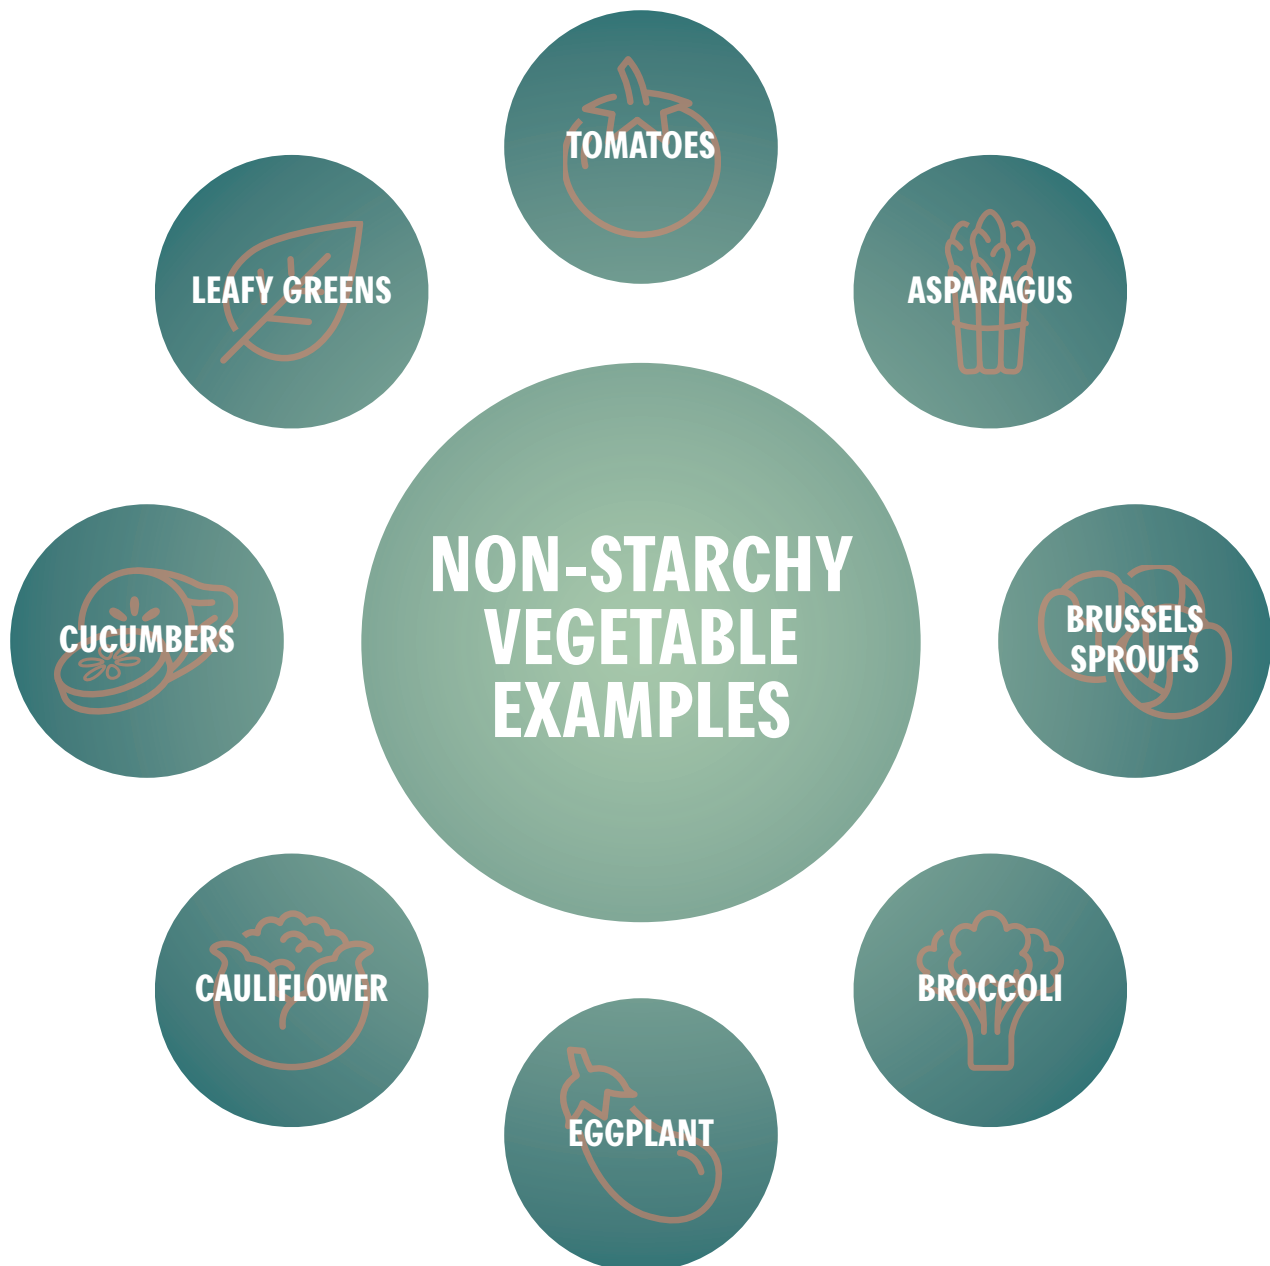 TOMATOES
LEAFY GREENS
ASPARAGUS
NON-STARCHY
VEGETABLE
EXAMPLES
CUCUMBERS
BRUSSELS
SPROUTS
CAULIFLOWER
BROCCOLI
EGGPLANT